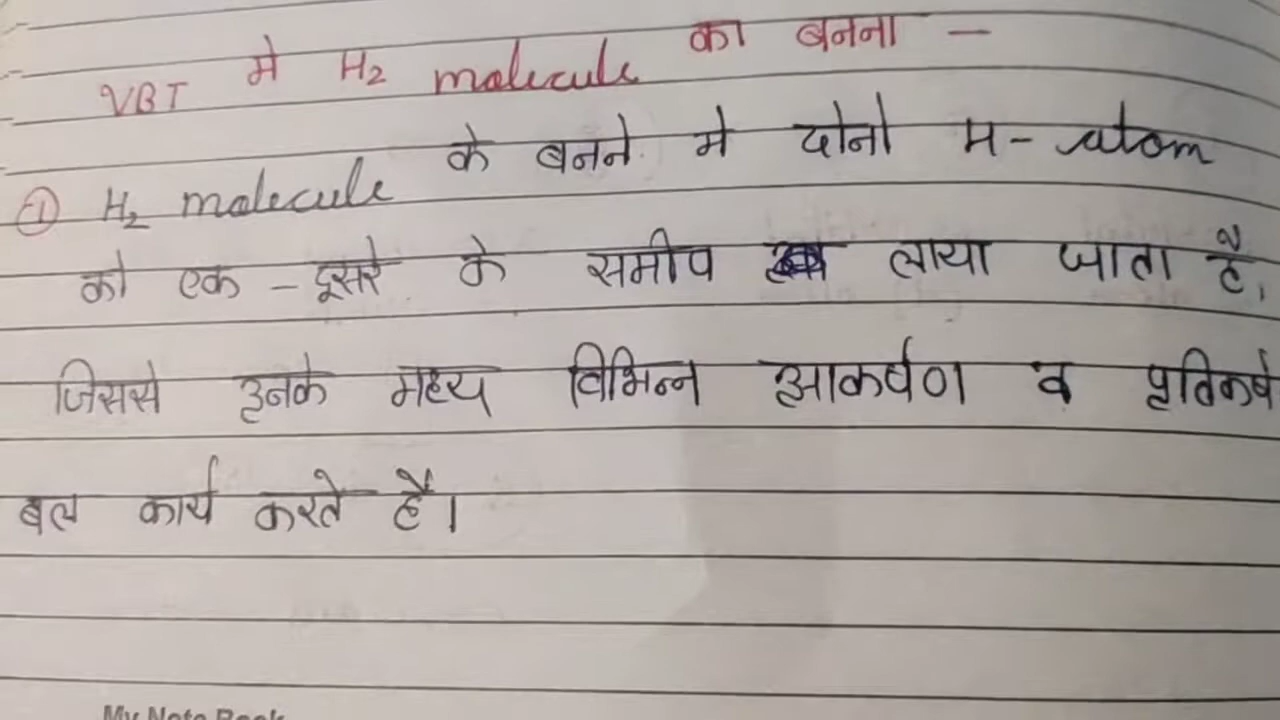 VBT मे H2 molecule का बनना –
① H2 molecule के बनने मे दोनो H- atom
को एक - दूसरे के समीप लाया जाता है,
जिससे उनके मध्य विभिन्न आकर्षण व प्रतिकर्ष
बल कार्य करते है।
My Note Book